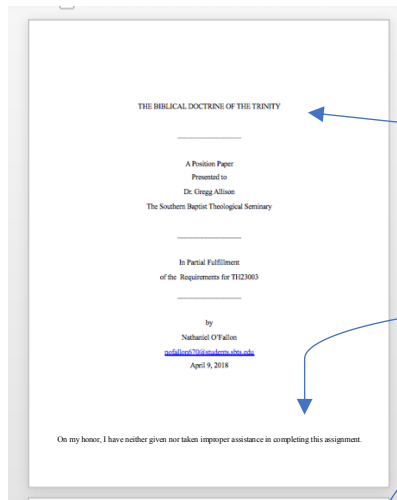 THE BIBLICAL DOCTRINE OF THE TRINITY
A Position Paper
Presented to
Dr. Gregg Allison
The Southern Baptist Theological Seminary
In Partial Fulfillment
of the Requirements for TH23003
by
Nathaniel O'Fallon
nofallon670@students.sbts.edu
April 9, 2018
On my honor, I have neither given nor taken improper assistance in completing this assignment.